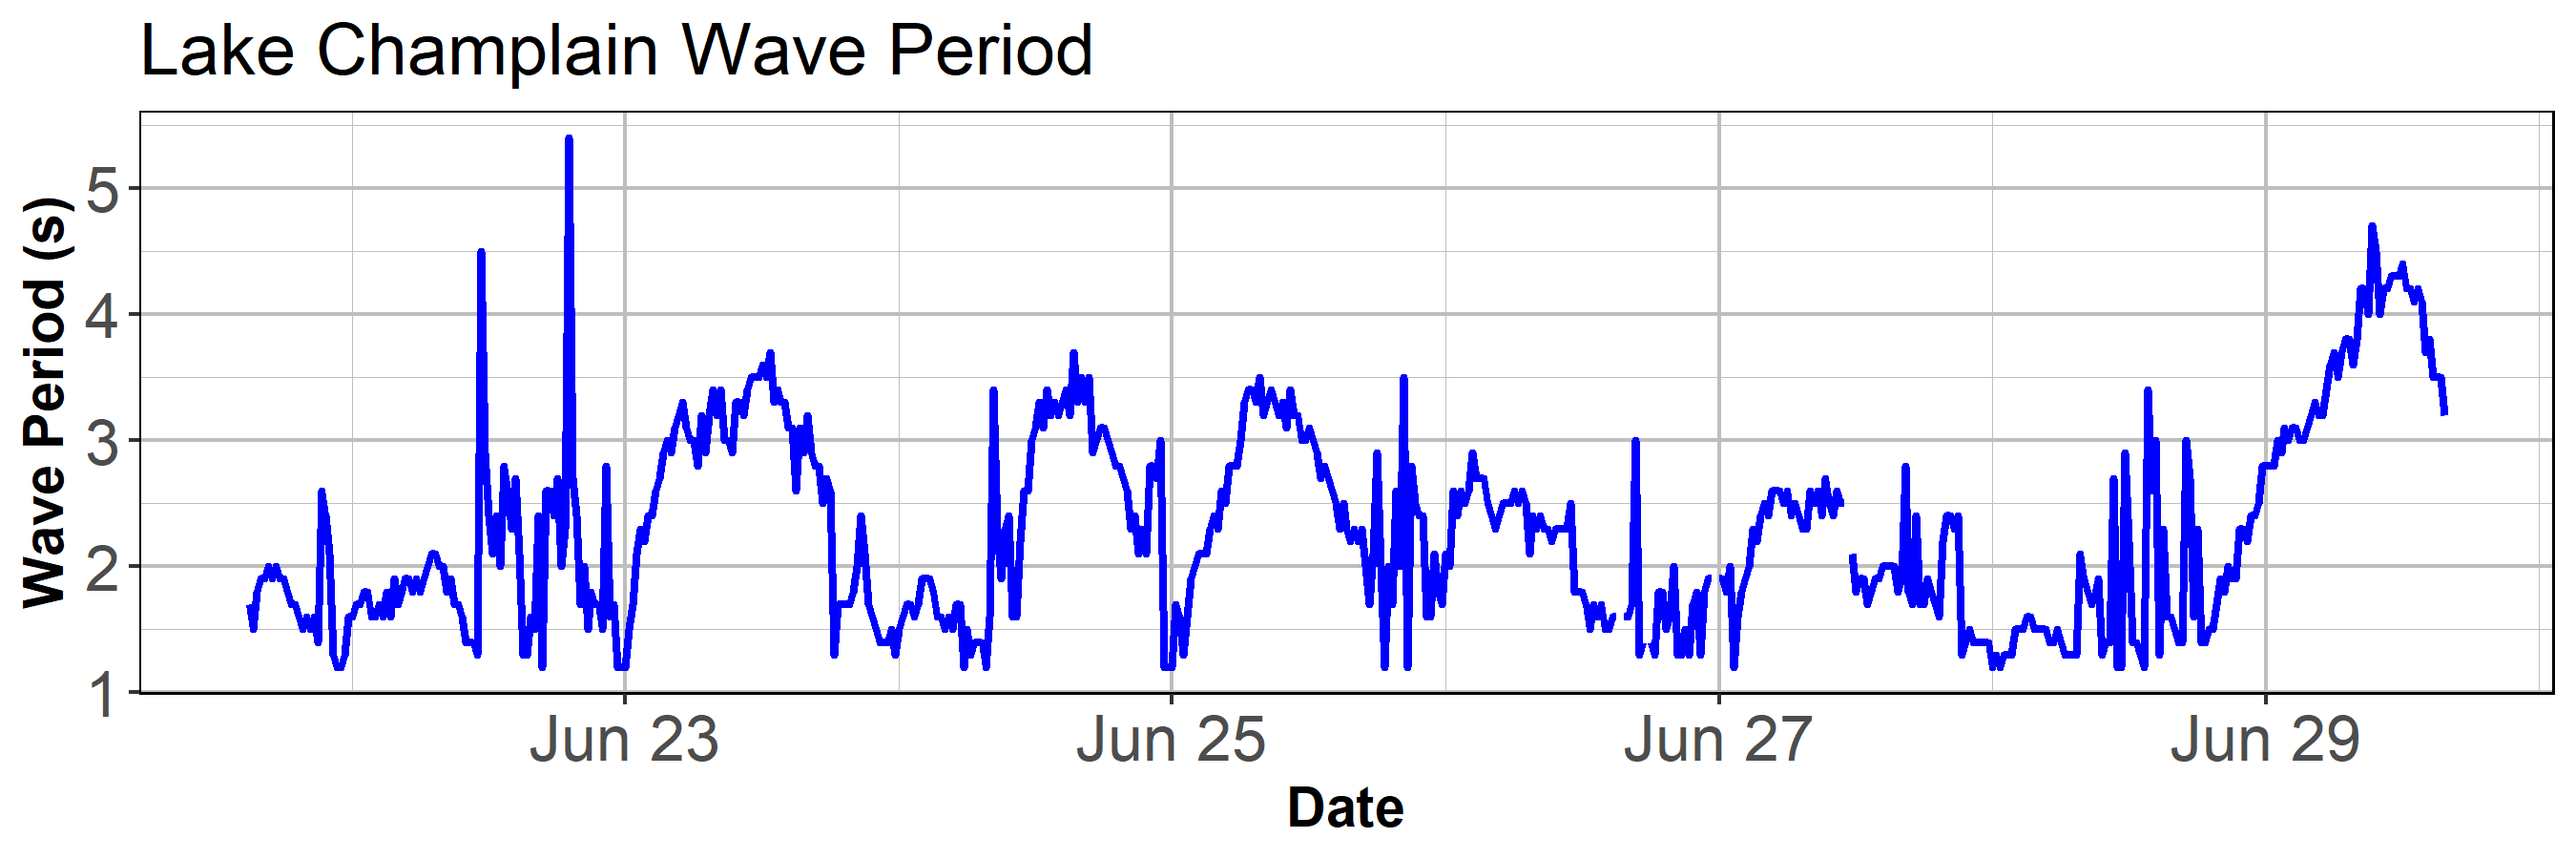 Lake Champlain Wave Period
Wave Period (s)
5
4
3
2
1
Jun 23
Jun 25
Jun 27
Jun 29
Date